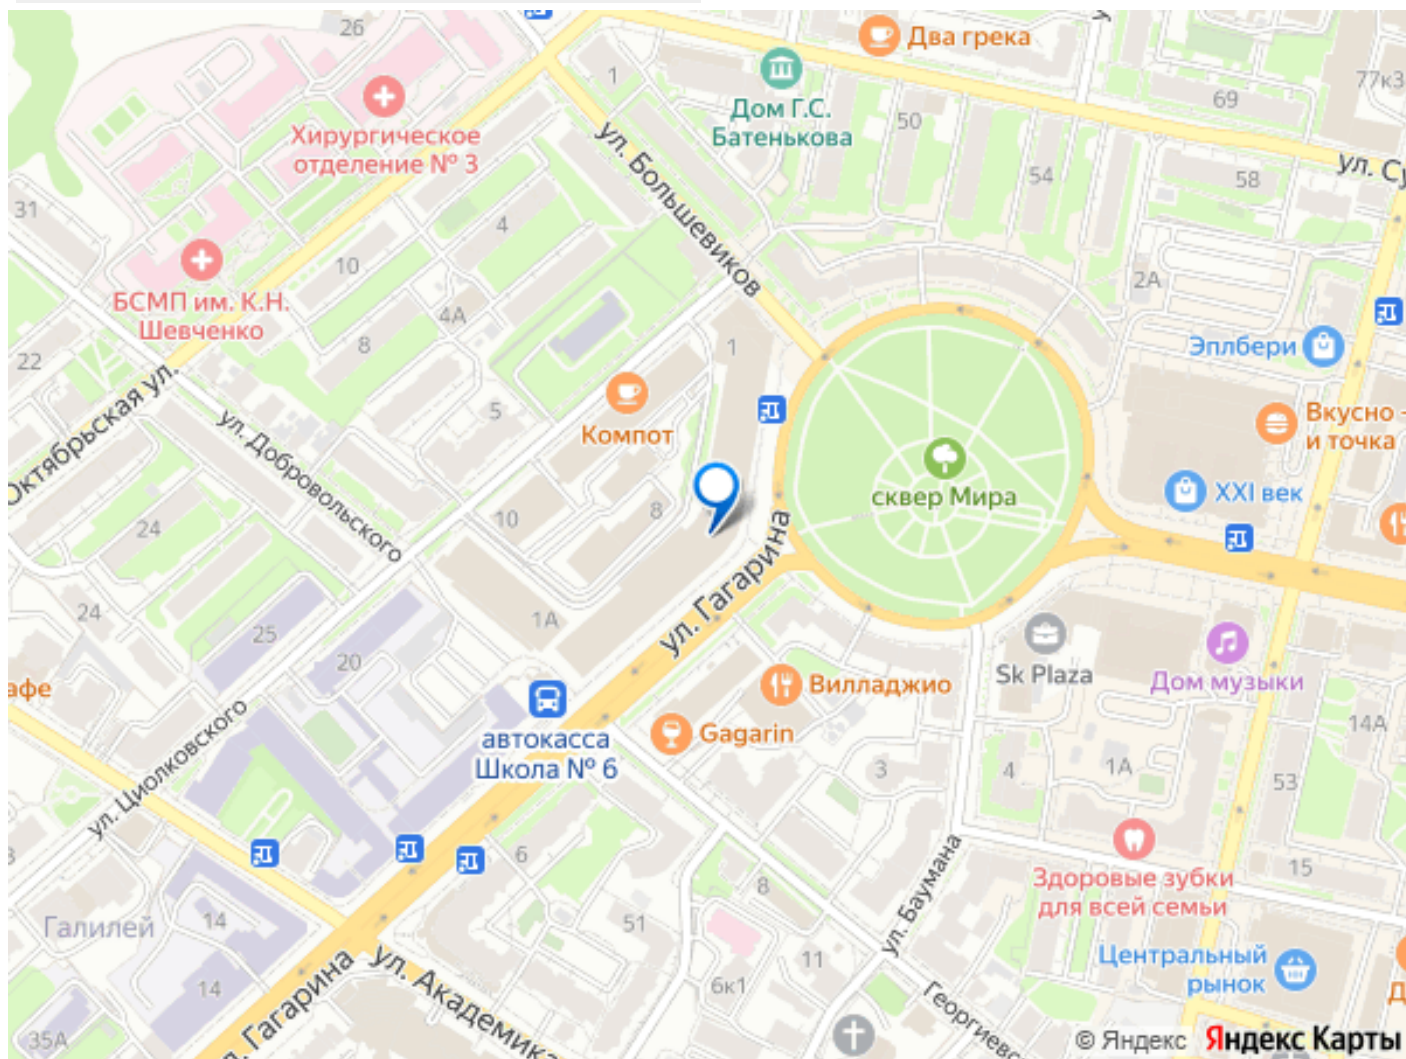 26
Два грека
1
77к3
Дом Г.С.
Батенькова
69
Хирургическое
отделение № 3
50
ул. Большевиков
54
58
ул. Су
31
4
10
БСМП им. К.Н.
Шевченко
4А
2А
8
22
1
Эплбери
Октябрьская ул.
ул. Добровольского
5
Компот
Вкусно -
и точка
сквер Мира
XXI век
24
10
8
ул. Гагарина
24
25
1А
20
афе
Вилладжио
Sk Plaza
Дом музыки
Gagarin
автокасса
Школа № 6
14А
ул. Циолковского
3
4
1А
53
6
ул. Баумана
15
Здоровые зубки
для всей семьи
8
Галилей
14
51
11
Центральный
рынок
14
6к1
35А
л. Гагарина
ул. Академика
Георгиевс
© Яндекс Яндекс Карты